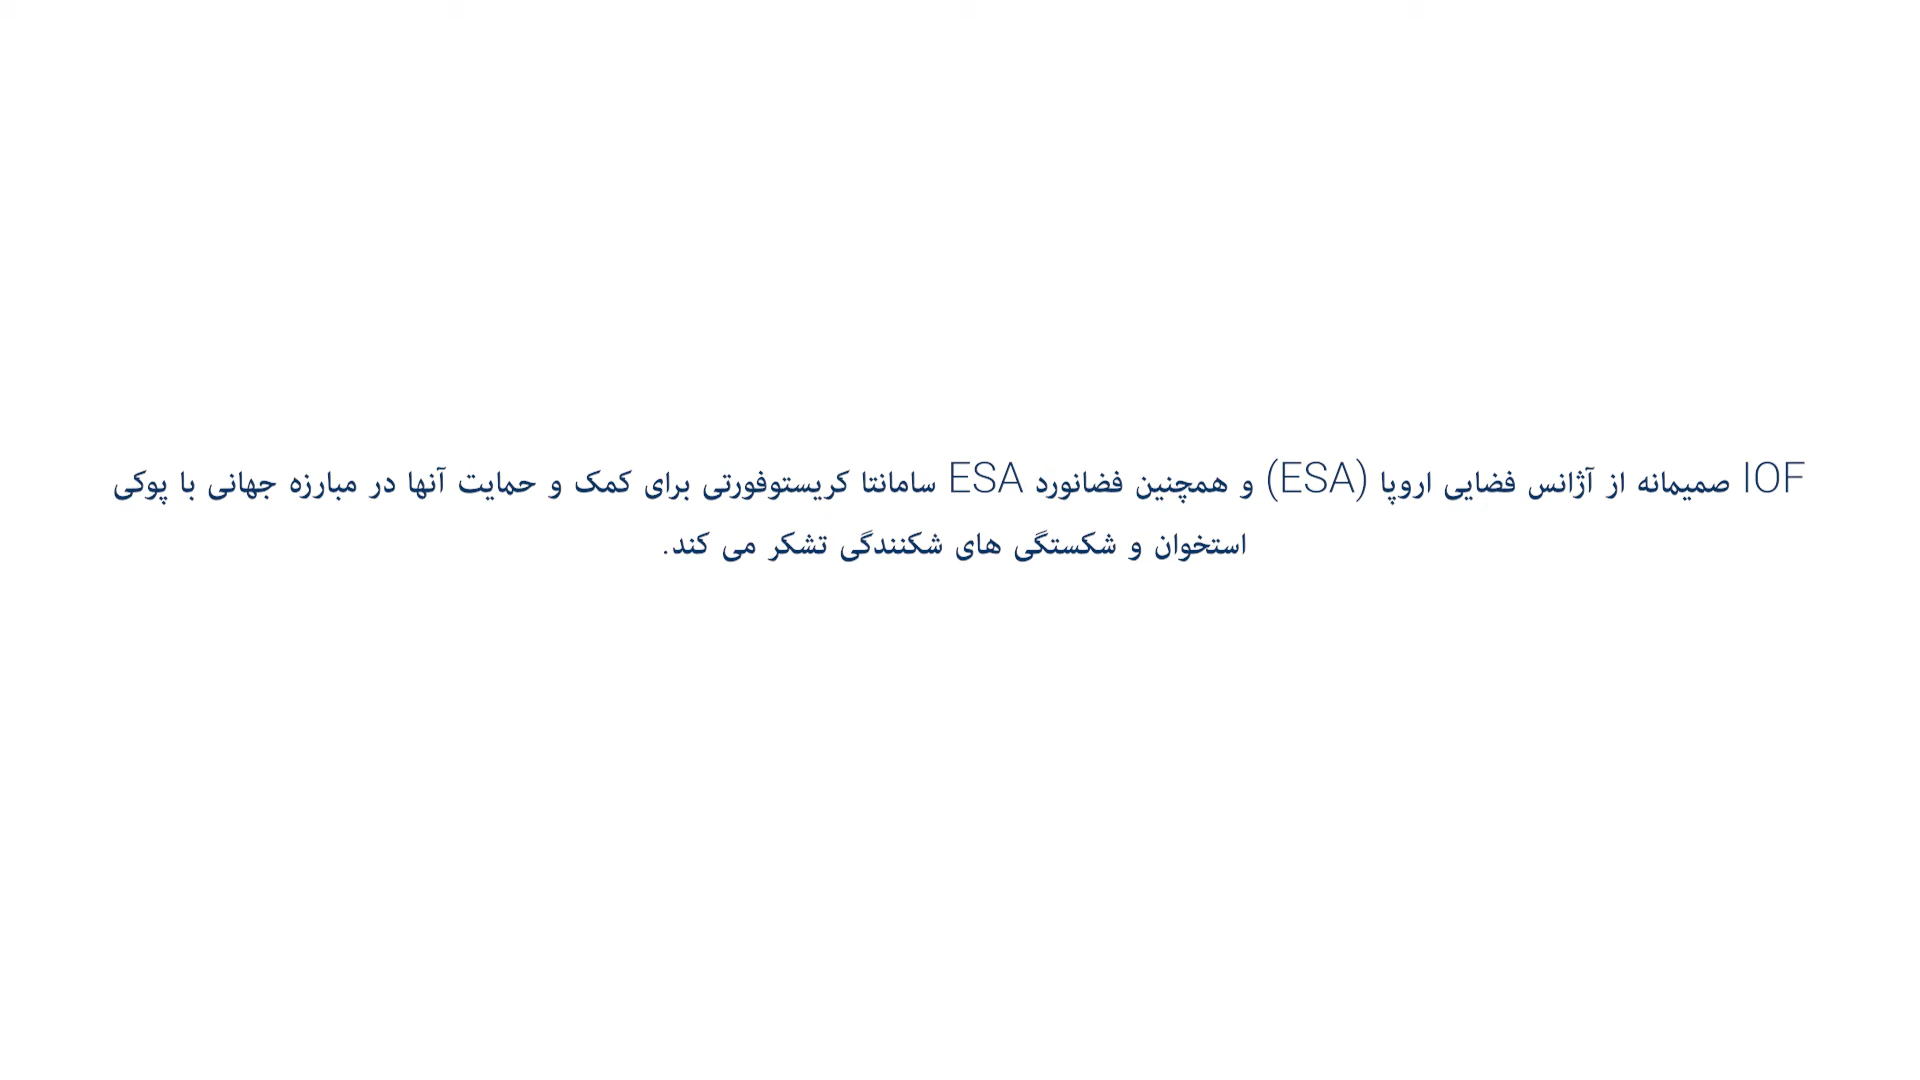 IOF صمیمانه از آژانس فضایی اروپا (ESA) و همچنین فضانورد ESA سامانتا کریستوفورتی برای کمک و حمایت آنها در مبارزه جهانی با پوکی
استخوان و شکستگی های شکنندگی تشکر می کند.